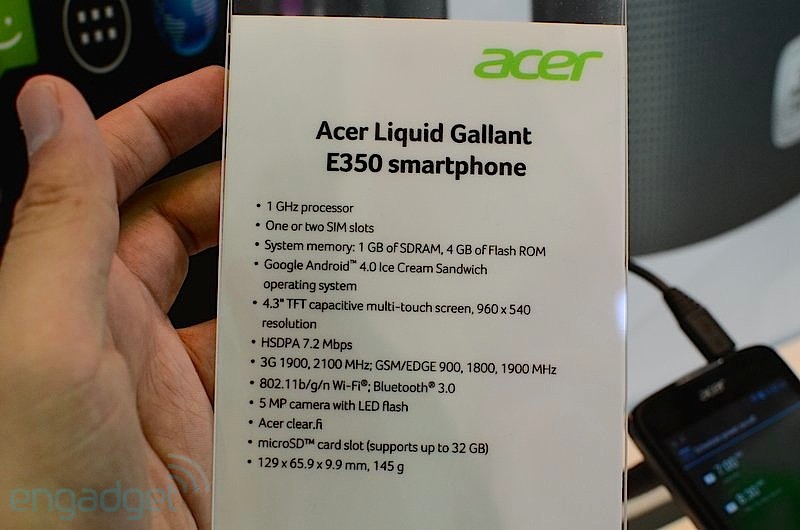 acer
Acer Liquid Gallant
E350 smartphone
• 1 GHz processor
• One or two SIM slots
• System memory: 1 GB of SDRAM, 4 GB of Flash ROM
• Google Android™ 4.0 Ice Cream Sandwich
operating system
• 4.3" TFT capacitive multi-touch screen, 960 x 540
resolution
• HSDPA 7.2 Mbps
• 3G 1900, 2100 MHz; GSM/EDGE 900, 1800, 1900 MHz
• 802.11b/g/n Wi-Fi®; Bluetooth® 3.0
• 5 MP camera with LED flash
• Acer clear.fi
• microSD™ card slot (supports up to 32 GB)
• 129 x 65.9 x 9.9 mm, 145 g
acer
engadget